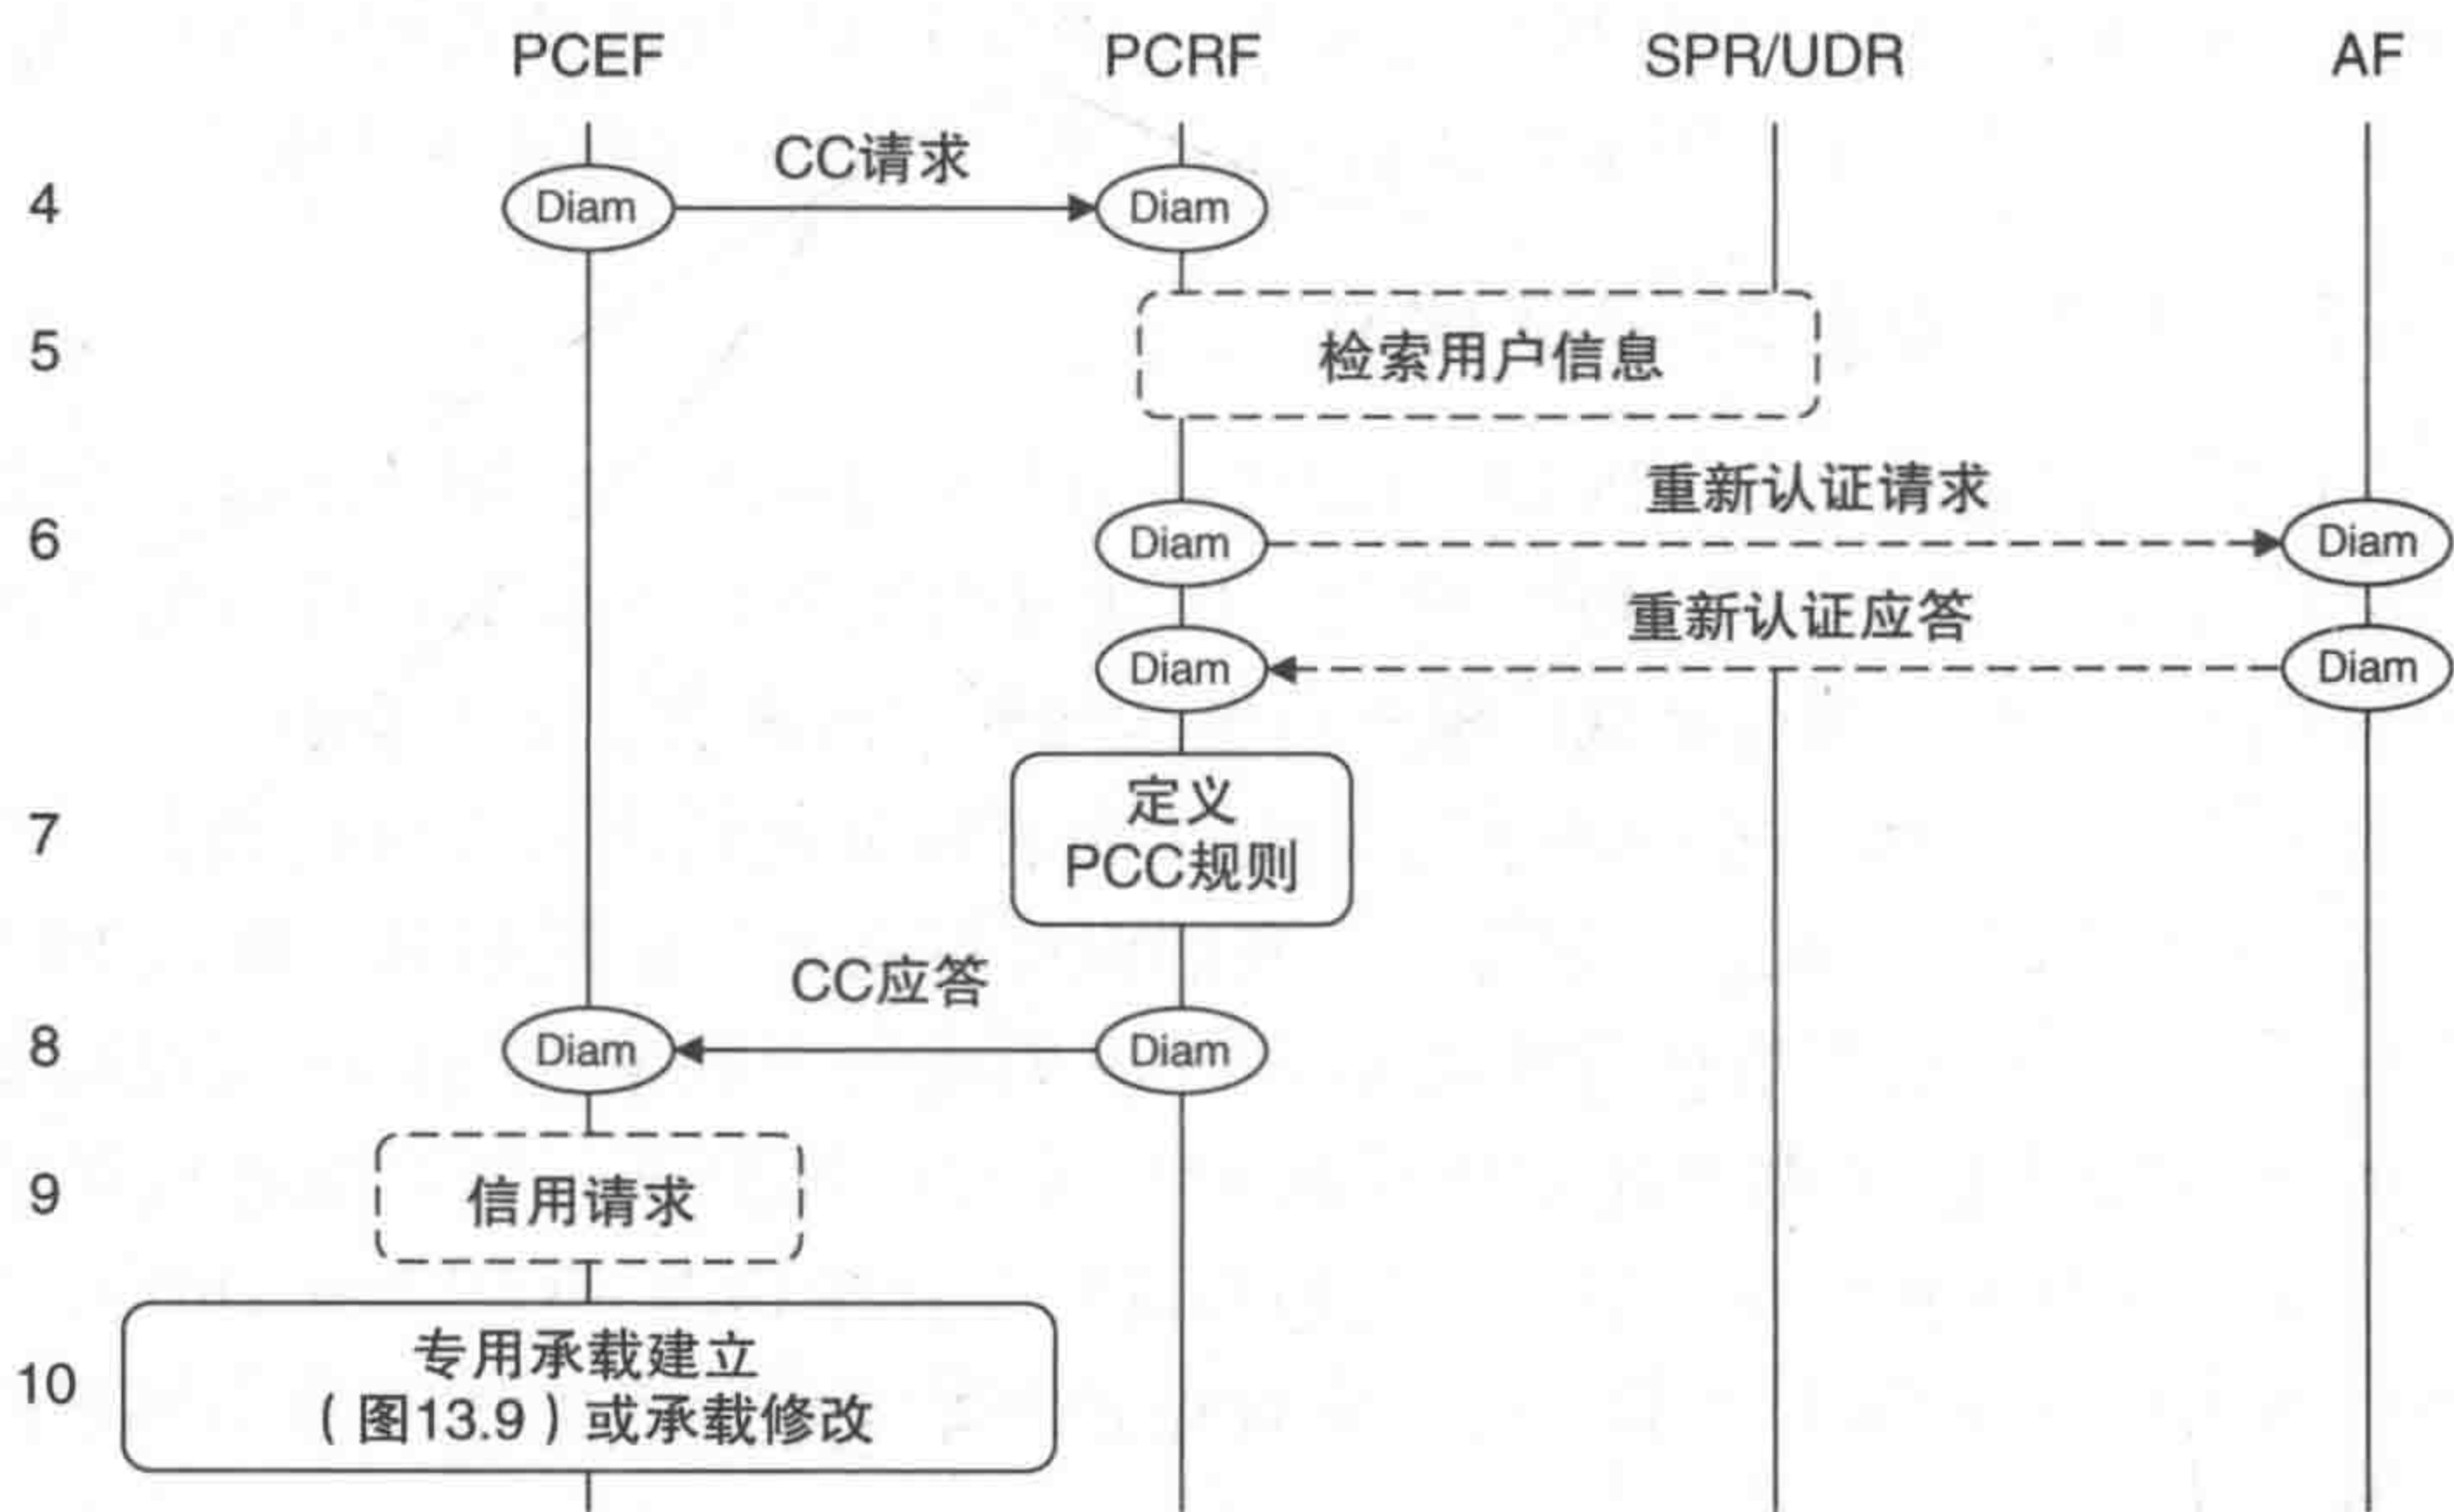 PCEF PCRF SPR/UDR AF
CC请求
4 Diam Diam
5 检索用户信息
重新认证请求
6 Diam Diam
重新认证应答
Diam Diam
定义
7 PCC规则
CC应答
8 Diam Diam
9 信用请求
专用承载建立
10 （图13.9）或承载修改